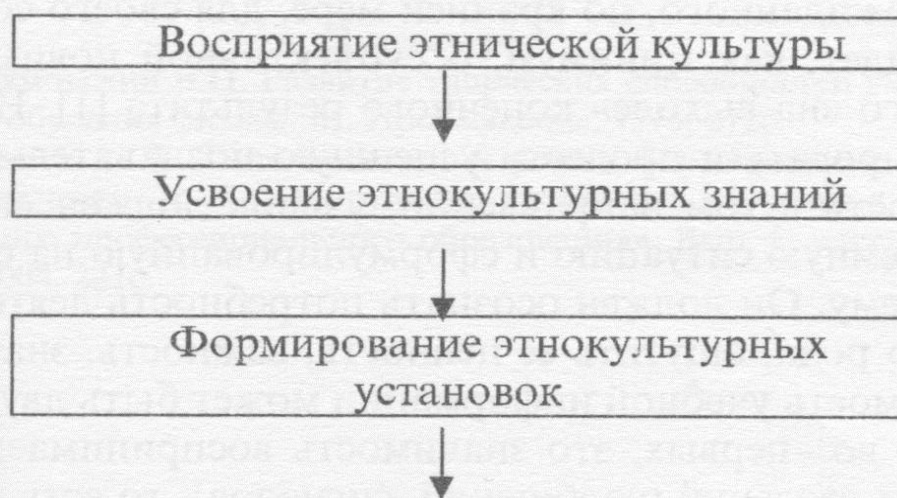 Восприятие этнической культуры
Усвоение этнокультурных знаний
Формирование этнокультурных
установок